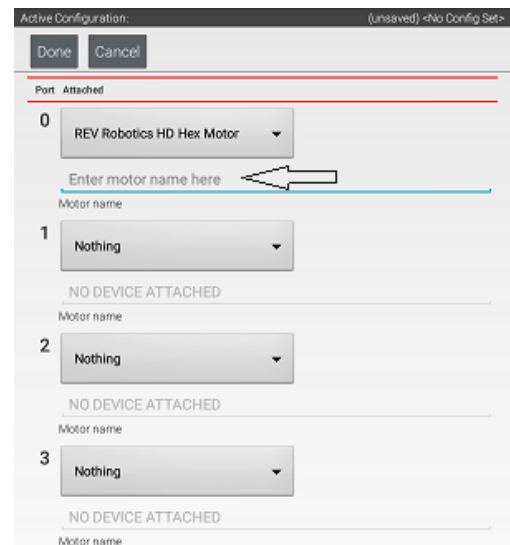 Active Configuration: (unsaved) <No Config Set>
Done Cancel
Port Attached
0 REV Robotics HD Hex Motor
Enter motor name here
Motor name
1 Nothing
NO DEVICE ATTACHED
Motor name
2 Nothing
NO DEVICE ATTACHED
Motor name
3 Nothing
NO DEVICE ATTACHED
Motor name